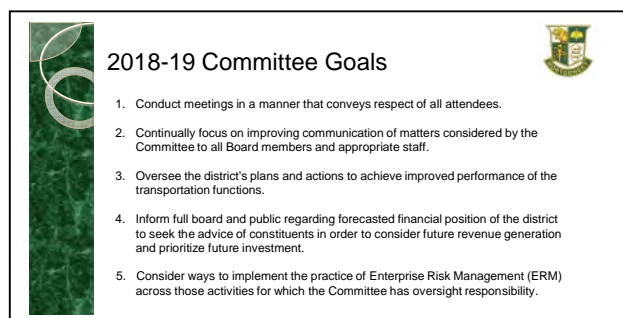 2018-19 Committee Goals
1. Conduct meetings in a manner that conveys respect of all attendees.
2. Continually focus on improving communication of matters considered by the
Committee to all Board members and appropriate staff.
3. Oversee the district's plans and actions to achieve improved performance of the
transportation functions.
4. Inform full board and public regarding forecasted financial position of the district
to seek the advice of constituents in order to consider future revenue generation
and prioritize future investment.
5. Consider ways to implement the practice of Enterprise Risk Management (ERM)
across those activities for which the Committee has oversight responsibility.